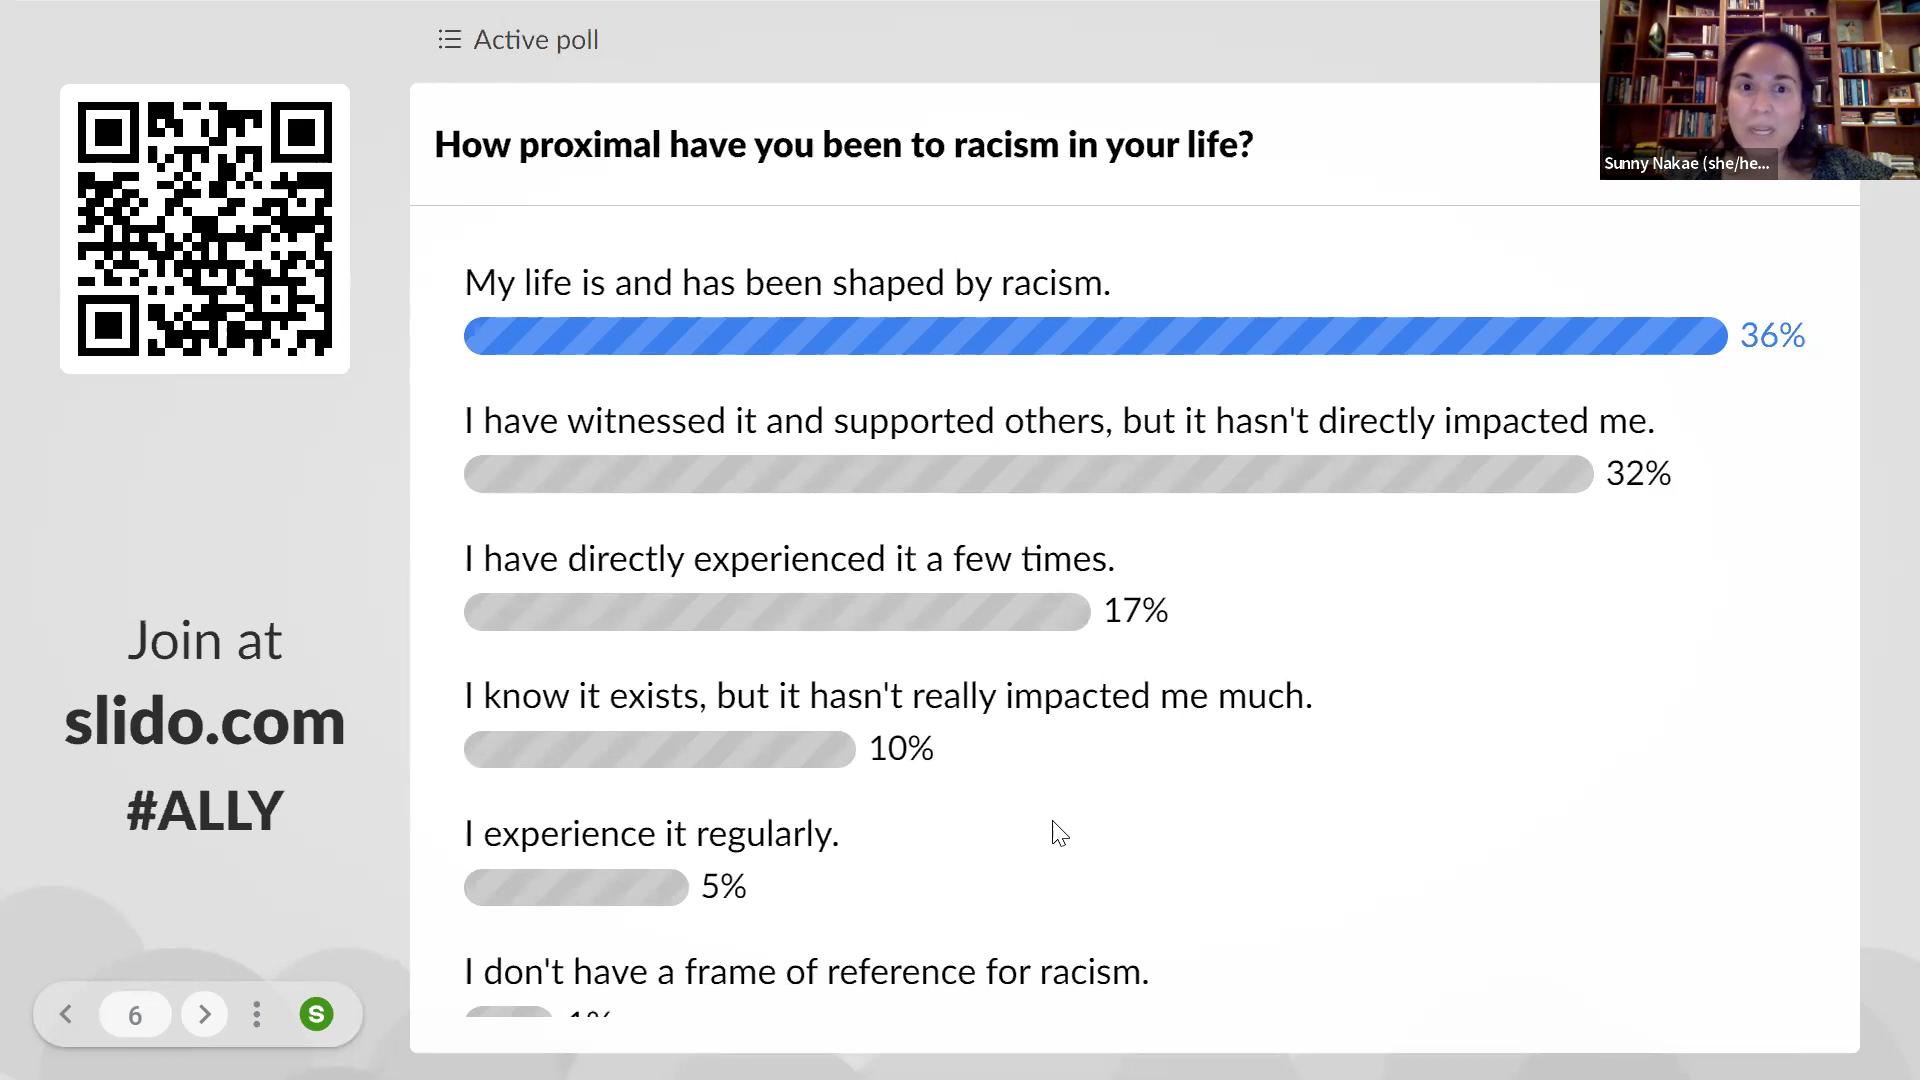 Active poll
How proximal have you been to racism in your life?
Sunny Nakae (she/he...
My life is and has been shaped by racism.
36%
I have witnessed it and supported others, but it hasn't directly impacted me.
32%
I have directly experienced it a few times.
17%
I know it exists, but it hasn't really impacted me much.
10%
I experience it regularly.
5%
I don't have a frame of reference for racism.
1%
Join at
slido.com
#ALLY
6
S